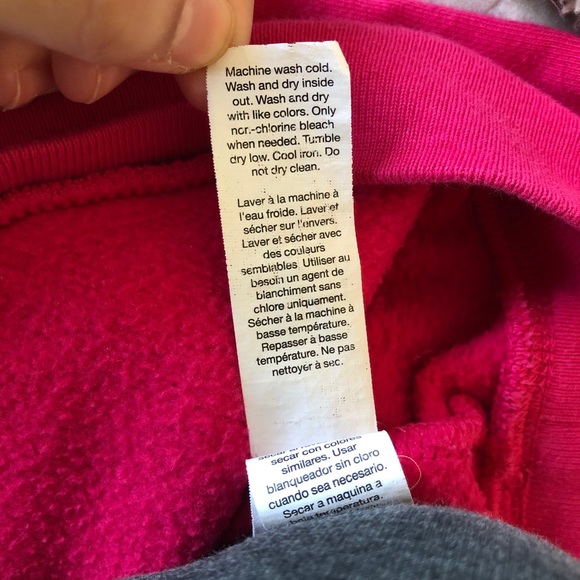 Machine wash cold.
Wash and dry inside
out. Wash and dry
with like colors. Only
non-chlorine bleach
when needed. Tumble
dry low. Cool iron. Do
not dry clean.
Laver à la machine à
l'eau froide. Laver et
sécher sur l'envers.
Laver et sécher avec
des couleurs
semblables Utiliser au
besoin un agent de
blanchiment sans
chlore uniquement.
Sécher à la machine à
basse température.
Repasser à basse
température. Ne pas
nettoyer à sec.
secar con colores
similares. Usar
blanqueador sin cloro
cuando sea necesario.
Secar a maquina a
baja temperatura.